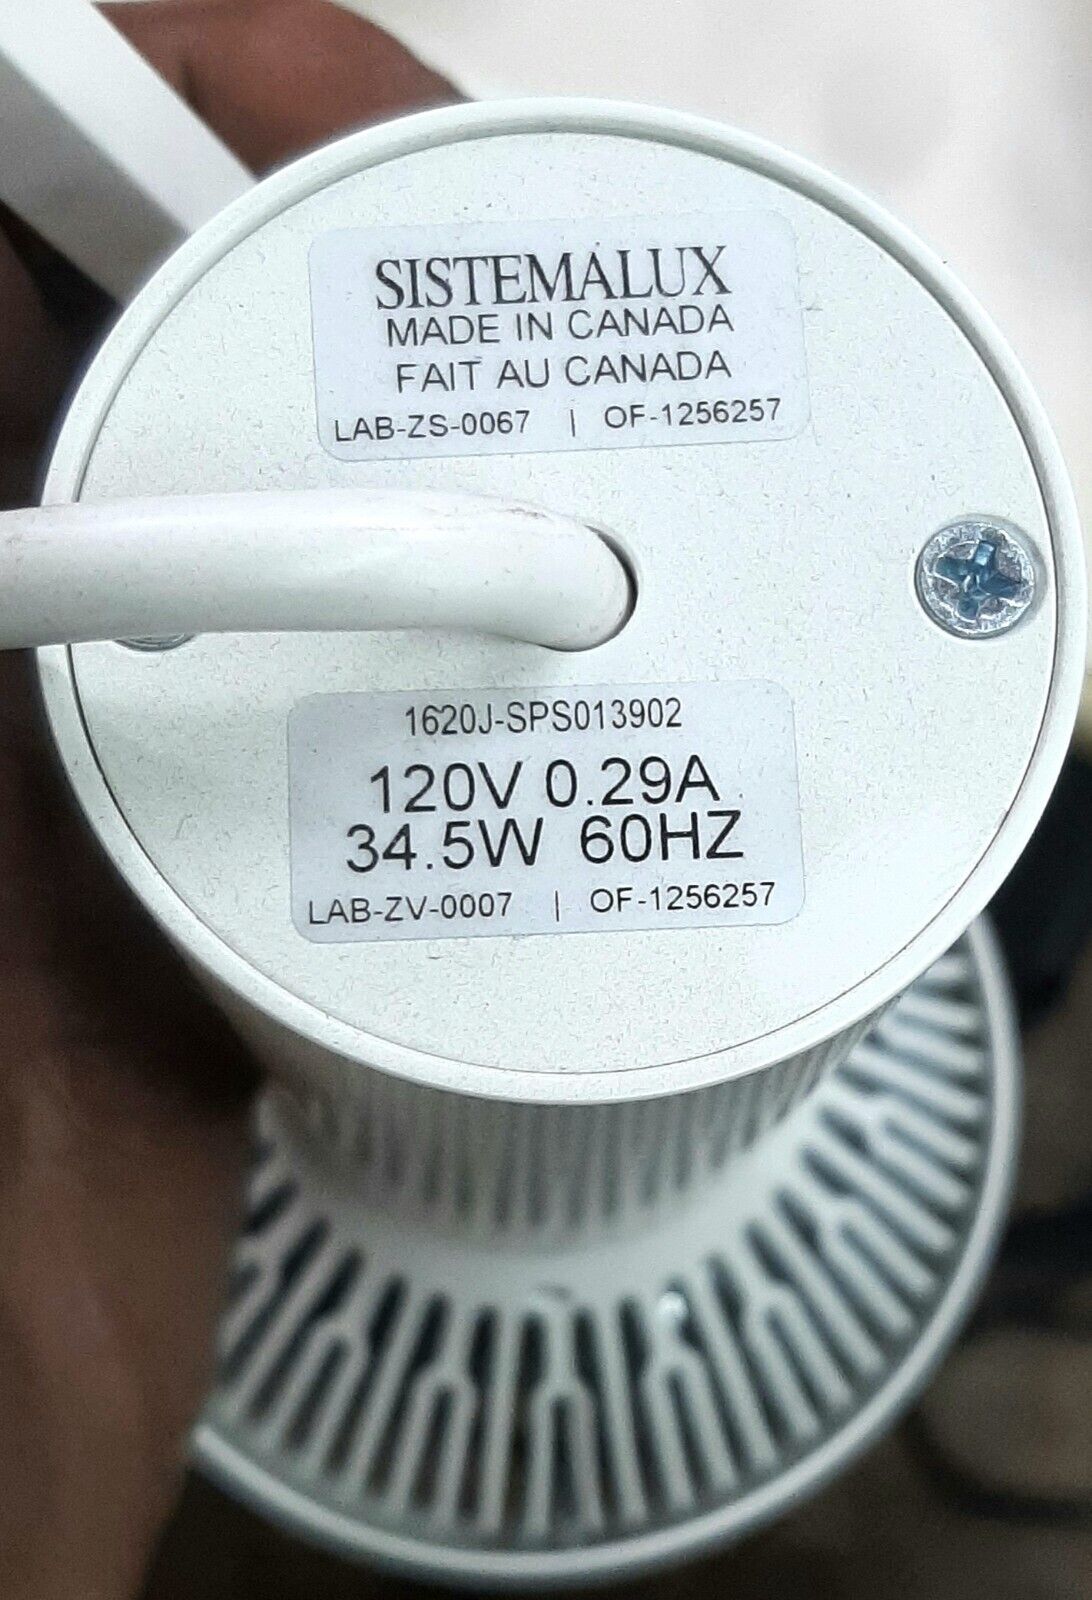 SISTEMALUX
MADE IN CANADA
FAIT AU CANADA
LAB-ZS-0067 | OF-1256257
1620J-SPS013902
120V 0.29A
34.5W 60HZ
LAB-ZV-0007 | OF-1256257